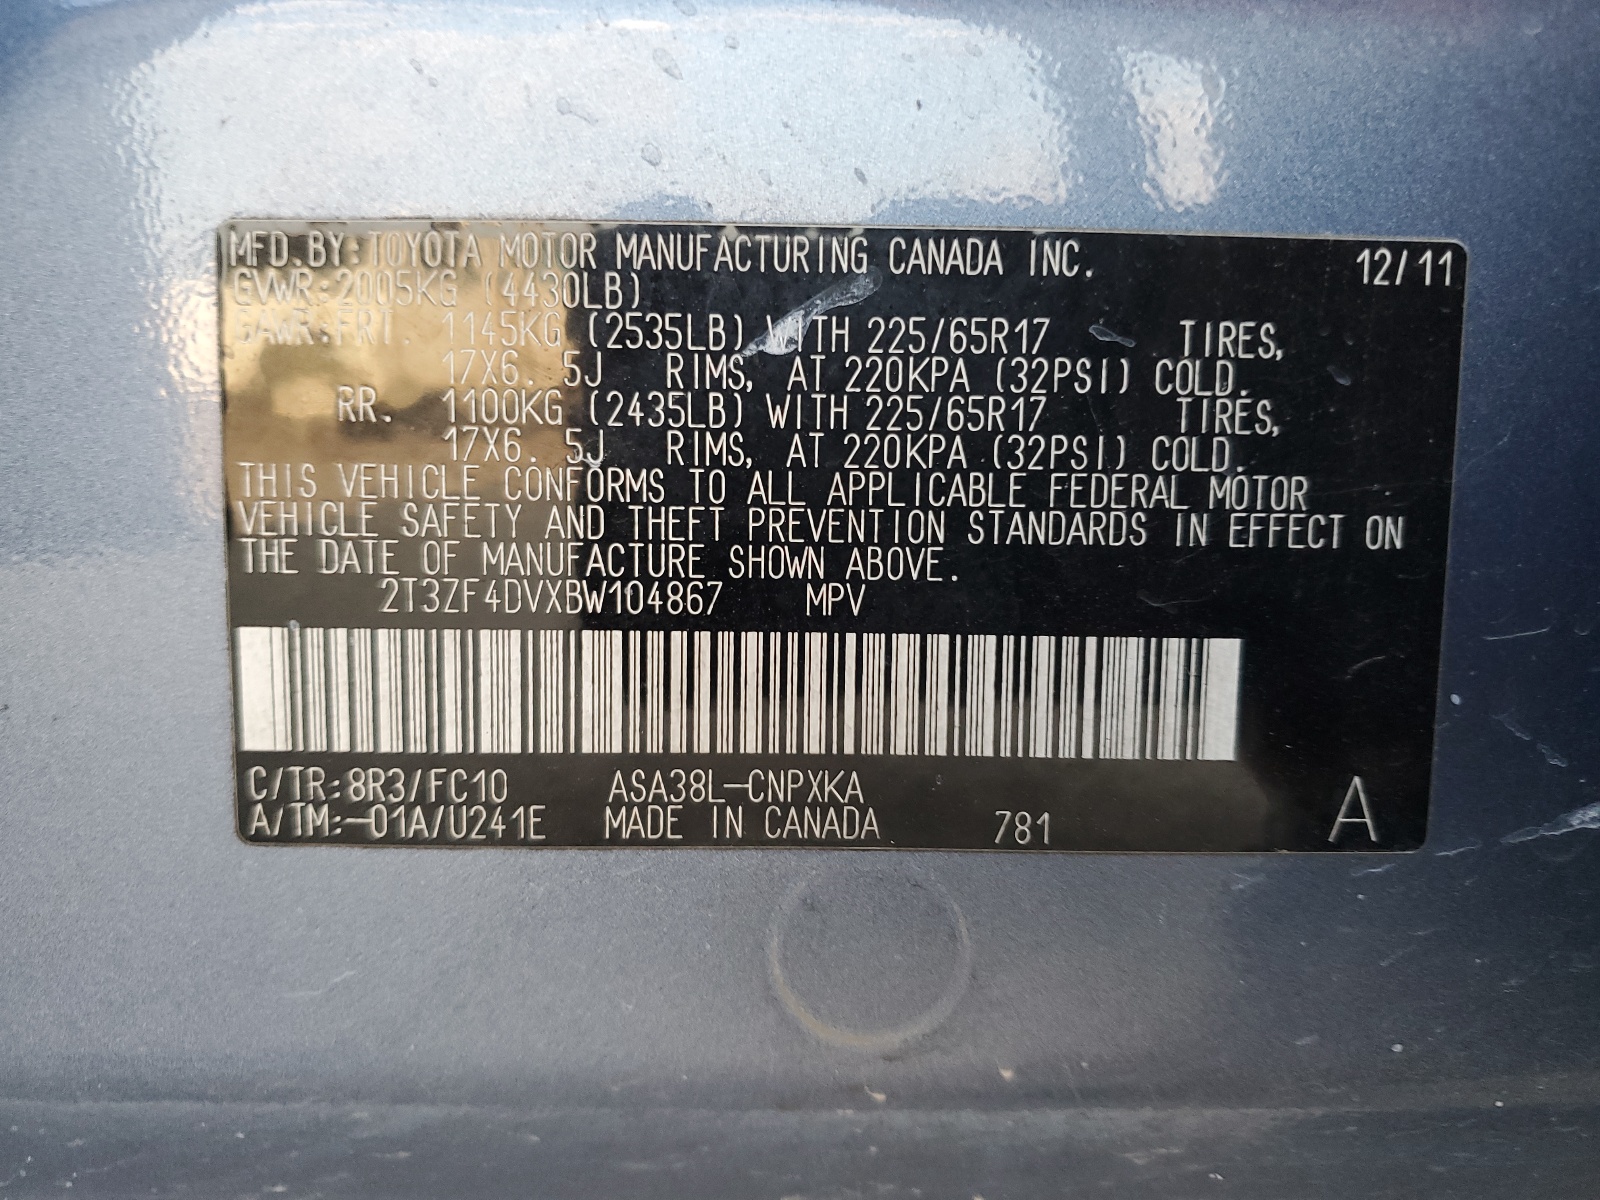 MFD.BY:TOYOTA MOTOR MANUFACTURING CANADA INC. 12/11
GVWR:2005KG (4430LB)
GAWR:FRT. 1145KG (2535LB) WITH 225/65R17 TIRES,
17X6. 5J RIMS, AT 220KPA (32PSI) COLD.
RR. 1100KG (2435LB) WITH 225/65R17 TIRES,
17X6. 5J RIMS, AT 220KPA (32PSI) COLD.
THIS VEHICLE CONFORMS TO ALL APPLICABLE FEDERAL MOTOR
VEHICLE SAFETY AND THEFT PREVENTION STANDARDS IN EFFECT ON
THE DATE OF MANUFACTURE SHOWN ABOVE.
2T3ZF4DVXBW104867 MPV
C/TR:8R3/FC10 ASA38L-CNPXKA
A/TM:-01A/U241E MADE IN CANADA 781 A